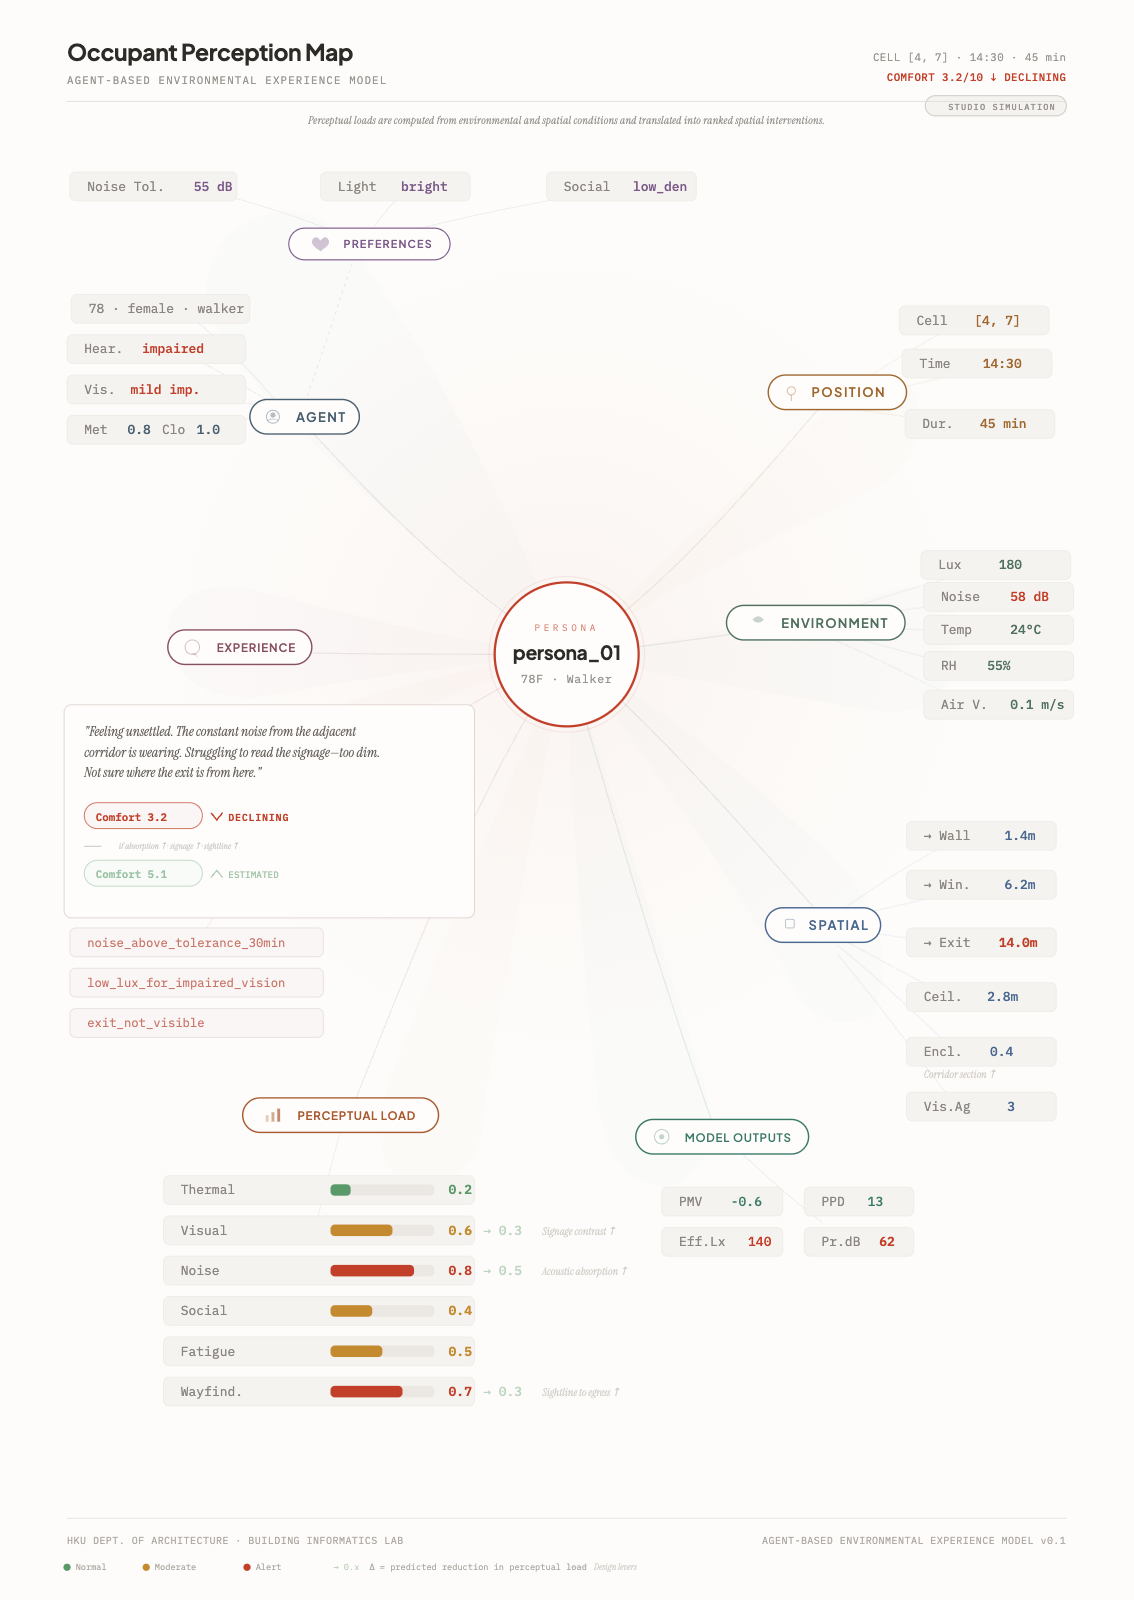 Occupant Perception Map
AGENT-BASED ENVIRONMENTAL EXPERIENCE MODEL
CELL [4, 7] · 14:30 · 45 min
COMFORT 3.2/10 ↓ DECLINING
STUDIO SIMULATION
Perceptual loads are computed from environmental and spatial conditions and translated into ranked spatial interventions.
Noise Tol. 55 dB
Light bright
Social low_den
PREFERENCES
78 · female · walker
Hear. impaired
Vis. mild imp.
Met 0.8 Clo 1.0
AGENT
Cell [4, 7]
Time 14:30
Dur. 45 min
POSITION
Lux 180
Noise 58 dB
Temp 24°C
RH 55%
Air V. 0.1 m/s
ENVIRONMENT
PERSONA
persona_01
78F · Walker
EXPERIENCE
"Feeling unsettled. The constant noise from the adjacent
corridor is wearing. Struggling to read the signage—too dim.
Not sure where the exit is from here."
Comfort 3.2 DECLINING
if absorption ↑ signage ↑ sightline ↑
Comfort 5.1 ESTIMATED
noise_above_tolerance_30min
low_lux_for_impaired_vision
exit_not_visible
→ Wall 1.4m
→ Win. 6.2m
→ Exit 14.0m
Ceil. 2.8m
Encl. 0.4
Corridor section ↑
Vis.Ag 3
SPATIAL
PERCEPTUAL LOAD
Thermal 0.2
Visual 0.6 → 0.3 Signage contrast ↑
Noise 0.8 → 0.5 Acoustic absorption ↑
Social 0.4
Fatigue 0.5
Wayfind. 0.7 → 0.3 Sightline to egress ↑
MODEL OUTPUTS
PMV -0.6
PPD 13
Eff.Lx 140
Pr.dB 62
HKU DEPT. OF ARCHITECTURE · BUILDING INFORMATICS LAB
AGENT-BASED ENVIRONMENTAL EXPERIENCE MODEL v0.1
Normal Moderate Alert → 0.x Δ = predicted reduction in perceptual load Design levers